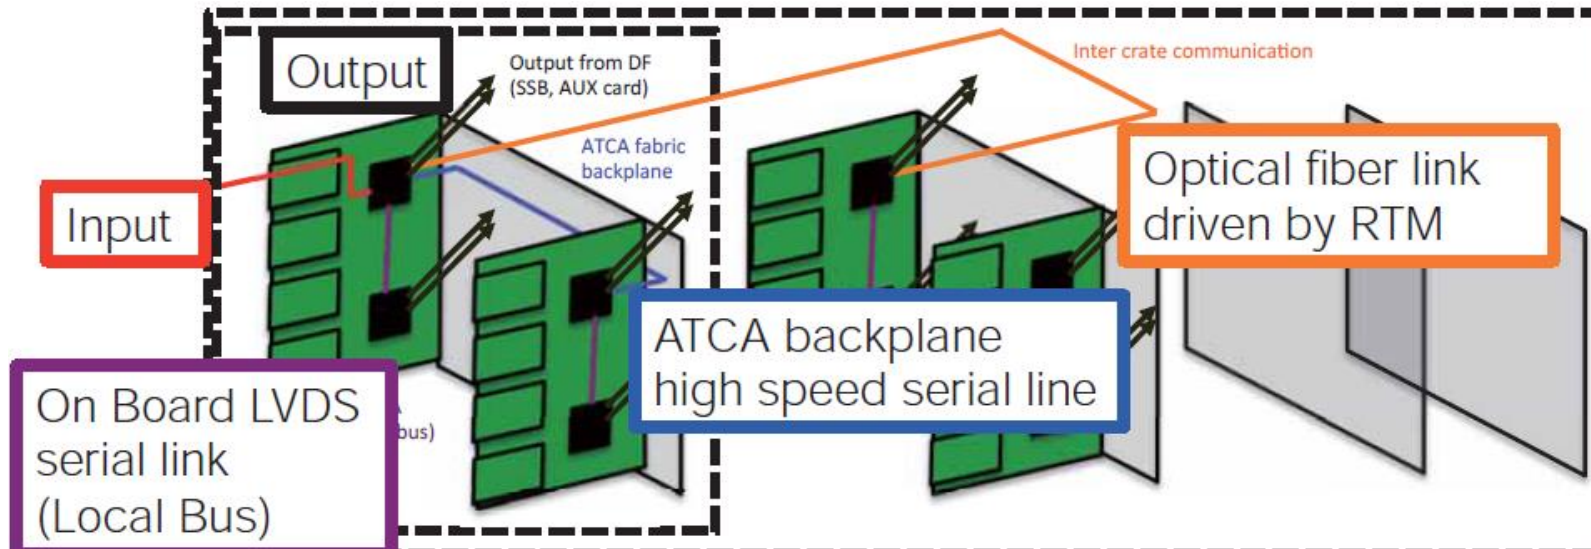 Output
Output from DF
(SSB, AUX card)
Inter crate communication
ATCA fabric
backplane
Optical fiber link
driven by RTM
Input
ATCA backplane
high speed serial line
On Board LVDS
serial link
(Local Bus)
bus)